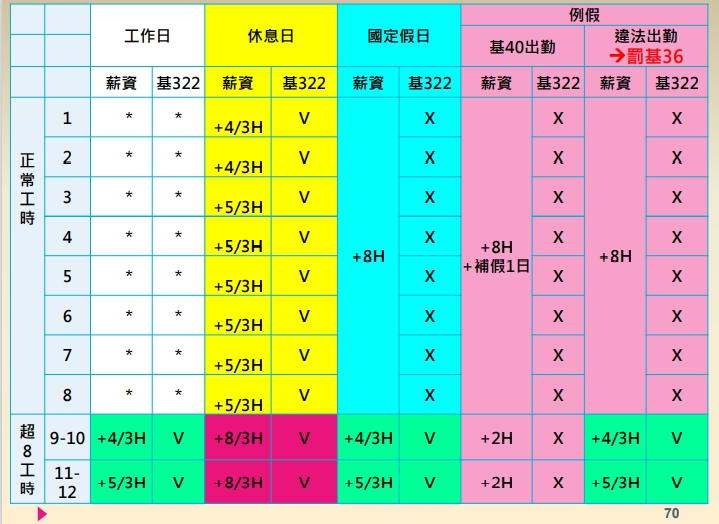 例假
工作日 休息日 國定假日 基40出勤 違法出勤
➔罰基36
薪資 基322 薪資 基322 薪資 基322 薪資 基322 薪資 基322
正常工時
1 * * +4/3H V +8H X +8H X +8H X
+補假1日
2 * * +4/3H V X X X
3 * * +5/3H V X X X
4 * * +5/3H V X X X
5 * * +5/3H V X X X
6 * * +5/3H V X X X
7 * * +5/3H V X X X
8 * * +5/3H V X X X
超8工時
9-10 +4/3H V +8/3H V +4/3H V +2H X +4/3H V
11-12 +5/3H V +8/3H V +5/3H V +2H X +5/3H V
70